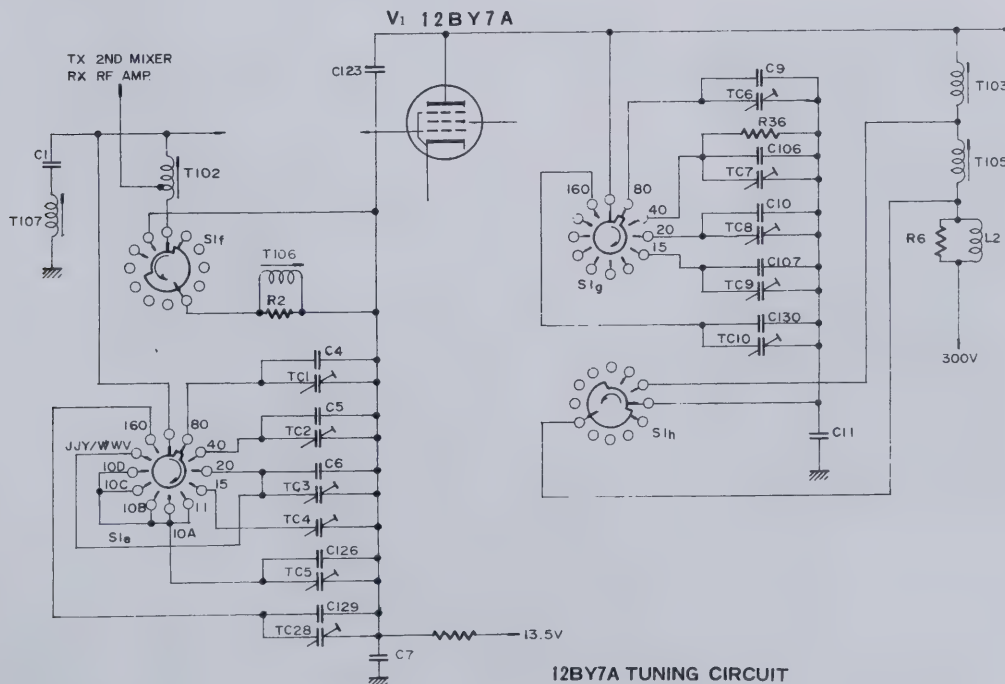 V1 12BY7A
TX 2ND MIXER
RX RF AMP.
C123
C1
T102
T107
S1f
T106
R2
C4
TC1
C5
TC2
C6
TC3
TC4
C126
TC5
C129
TC28
C7
13.5V
160
80
JJY/WWV
40
10D
20
10C
15
10B
11
10A
S1e
C9
TC6
R36
C106
TC7
C10
TC8
C107
TC9
C130
TC10
160
80
40
20
15
S1g
S1h
C11
T103
T105
R6
L2
300V
12BY7A TUNING CIRCUIT